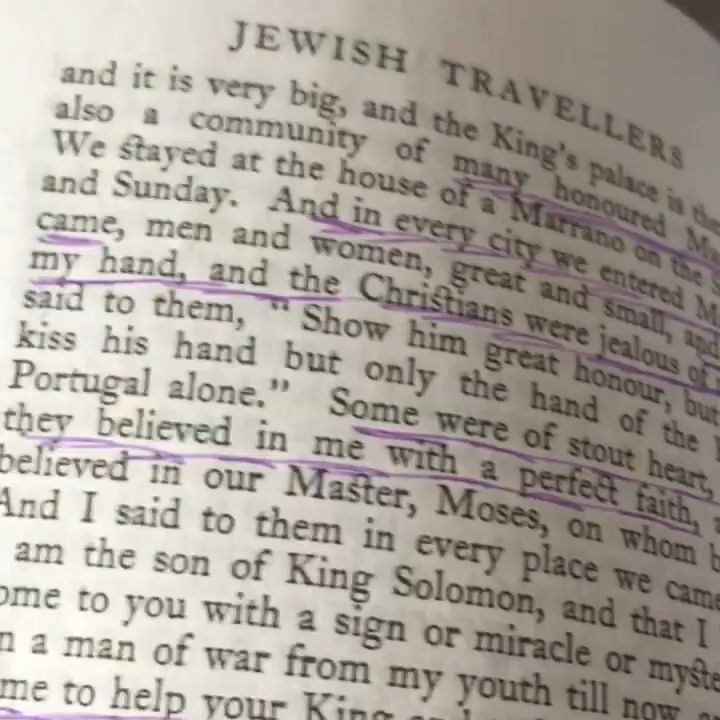 JEWISH TRAVELLERS
and it is very big, and the King's palace is
also a community of many honoured
We stayed at the house of a Marrano on the
and Sunday. And in every city we entered
came, men and women, great and small, and
my hand, and the Christians were jealous of
said to them, "Show him great honour, but
kiss his hand but only the hand of the
Portugal alone." Some were of stout heart,
they believed in me with a perfect faith,
believed in our Master, Moses, on whom
And I said to them in every place we came
am the son of King Solomon, and that I
to you with a sign or miracle or
a man of war from my youth till now
me to help your King